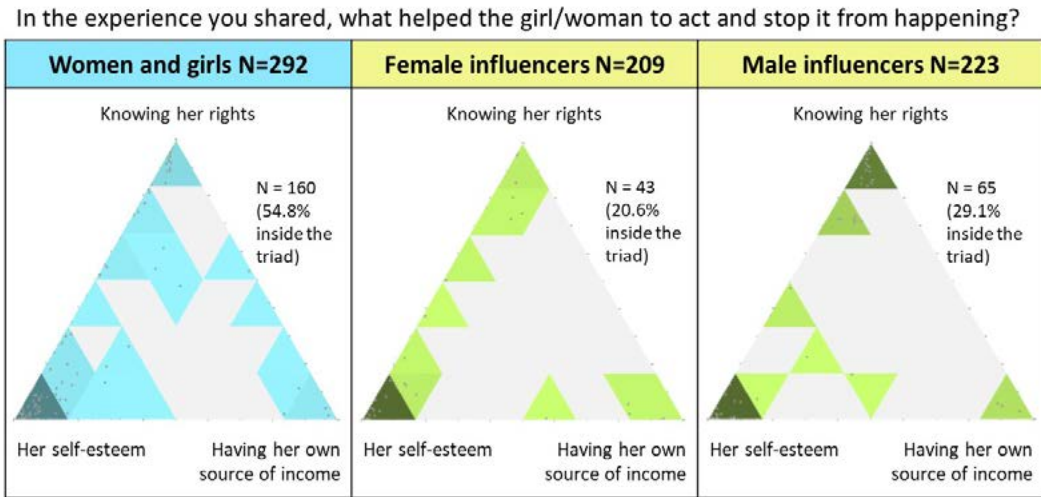 In the experience you shared, what helped the girl/woman to act and stop it from happening?
Women and girls N=292
Female influencers N=209
Male influencers N=223
Knowing her rights
N = 160
(54.8%
inside the
triad)
Her self-esteem
Having her own
source of income
Knowing her rights
N = 43
(20.6%
inside the
triad)
Her self-esteem
Having her own
source of income
Knowing her rights
N = 65
(29.1%
inside the
triad)
Her self-esteem
Having her own
source of income